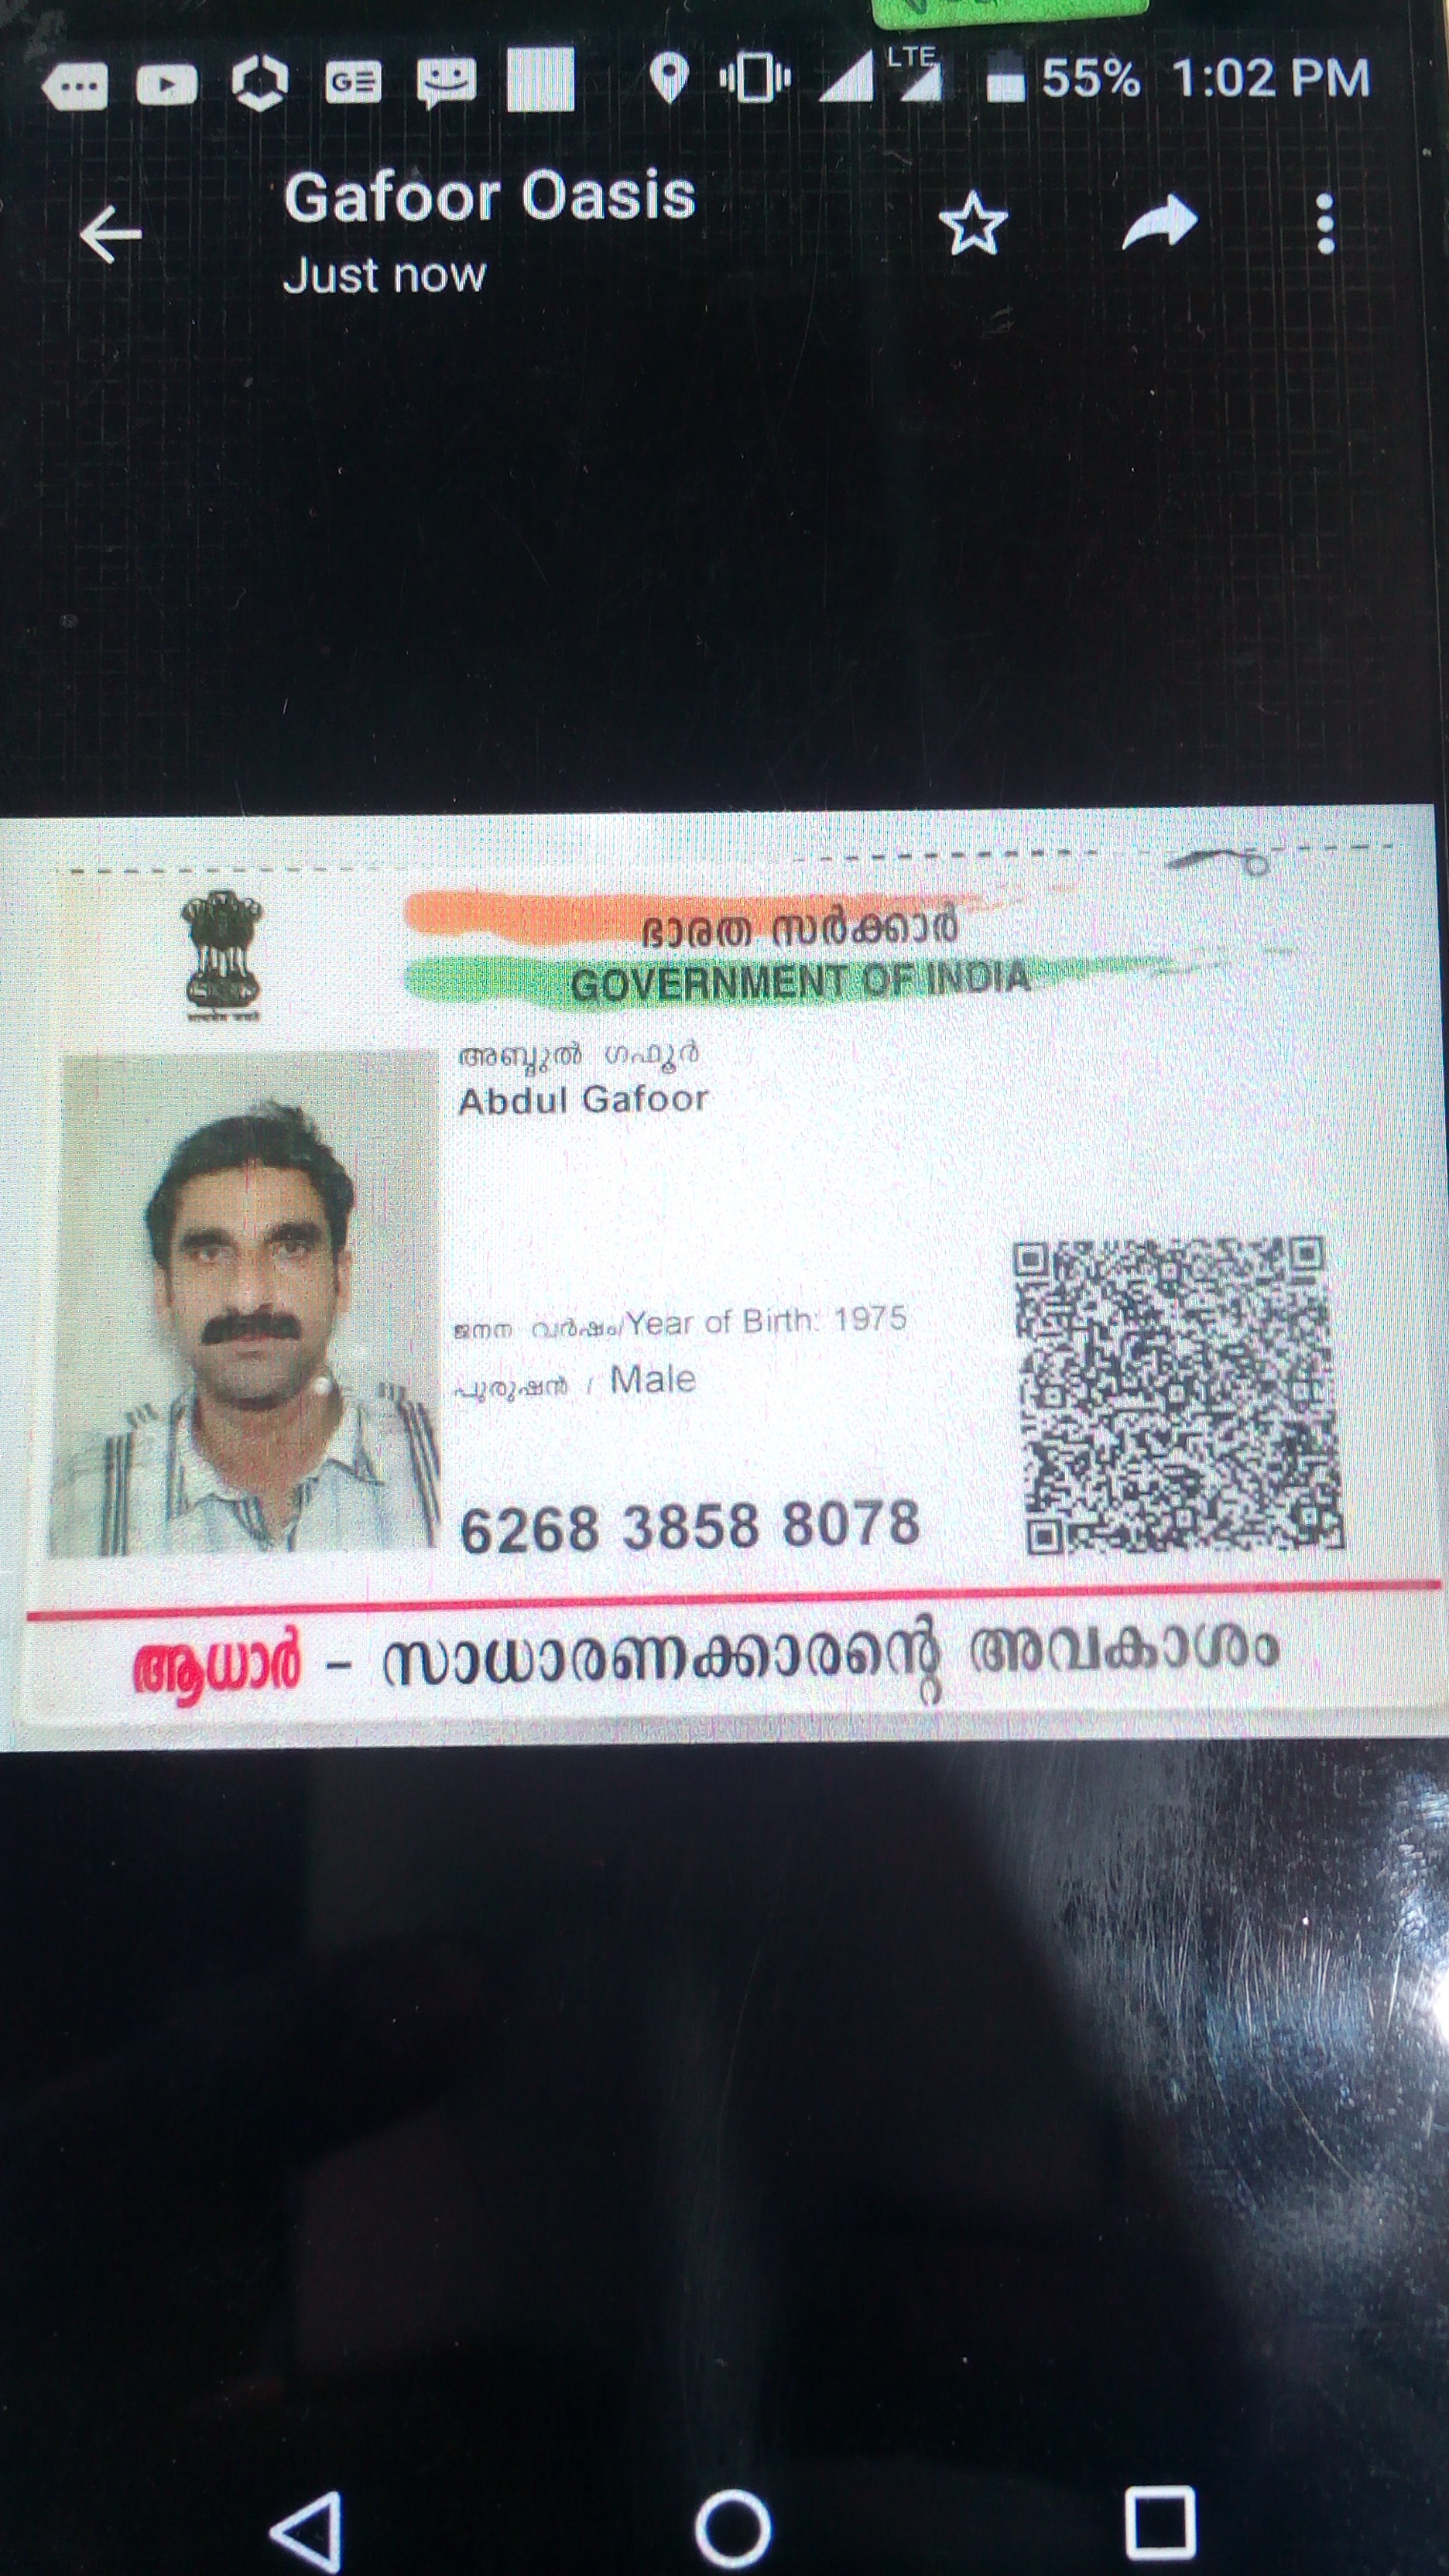 LTE 55% 1:02 PM
Gafoor Oasis
Just now
ഭാരത സർക്കാർ
GOVERNMENT OF INDIA
അബ്ദുൽ ഗഫൂർ
Abdul Gafoor
ജനന വർഷം/Year of Birth: 1975
പുരുഷൻ / Male
6268 3858 8078
ആധാർ - സാധാരണക്കാരന്റെ അവകാശം